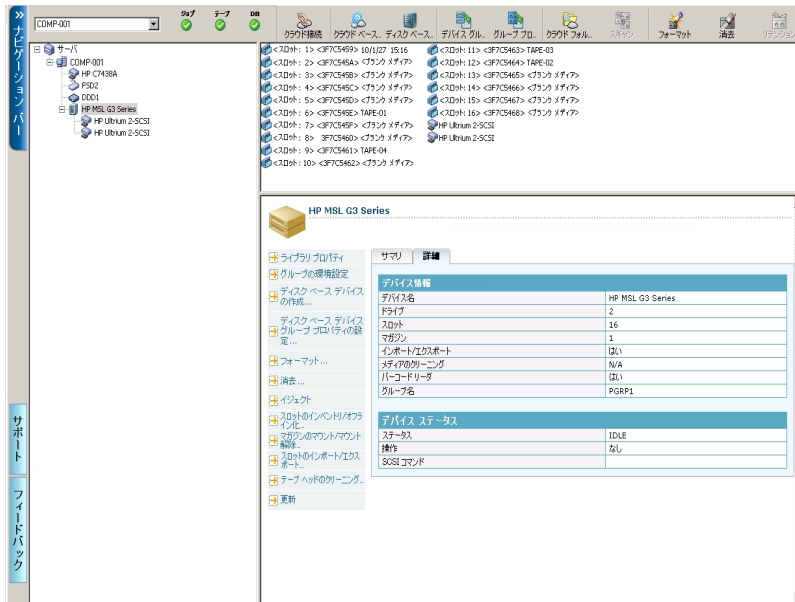 »
ナビゲーション バー
COMP-001
ジョブ
テープ
DB
クラウド接続
クラウド ベース..
ディスク ベース..
デバイス グル..
グループ プロ..
クラウド フォル..
スキャン
フォーマット
消去
リテンション
サーバ
COMP-001
HP C7438A
FSD2
DDD1
HP MSL G3 Series
HP Ultrium 2-SCSI
HP Ultrium 2-SCSI
<スロット: 1> <3F7C5459> 10/1/27 15:16
<スロット: 2> <3F7C545A> <ブランク メディア>
<スロット: 3> <3F7C545B> <ブランク メディア>
<スロット: 4> <3F7C545C> <ブランク メディア>
<スロット: 5> <3F7C545D> <ブランク メディア>
<スロット: 6> <3F7C545E> TAPE-01
<スロット: 7> <3F7C545F> <ブランク メディア>
<スロット: 8> 3F7C5460> <ブランク メディア>
<スロット: 9> <3F7C5461> TAPE-04
<スロット: 10> <3F7C5462> <ブランク メディア>
<スロット: 11> <3F7C5463> TAPE-03
<スロット: 12> <3F7C5464> TAPE-02
<スロット: 13> <3F7C5465> <ブランク メディア>
<スロット: 14> <3F7C5466> <ブランク メディア>
<スロット: 15> <3F7C5467> <ブランク メディア>
<スロット: 16> <3F7C5468> <ブランク メディア>
HP Ultrium 2-SCSI
HP Ultrium 2-SCSI
HP MSL G3 Series
ライブラリ プロパティ
グループの環境設定
ディスク ベース デバイス
の作成...
ディスク ベース デバイス
グループ プロパティの設
定...
フォーマット...
消去...
イジェクト
スロットのインベントリ/オフラ
イン化..
マガジンのマウント/マウント
解除..
スロットのインポート/エクス
ポート..
テープ ヘッドのクリーニング..
更新
サマリ
詳細
デバイス情報
デバイス名 HP MSL G3 Series
ドライブ 2
スロット 16
マガジン 1
インポート/エクスポート はい
メディアのクリーニング N/A
バーコード リーダ はい
グループ名 PGRP1
デバイス ステータス
ステータス IDLE
操作 なし
SCSI コマンド
サポート
フィードバック